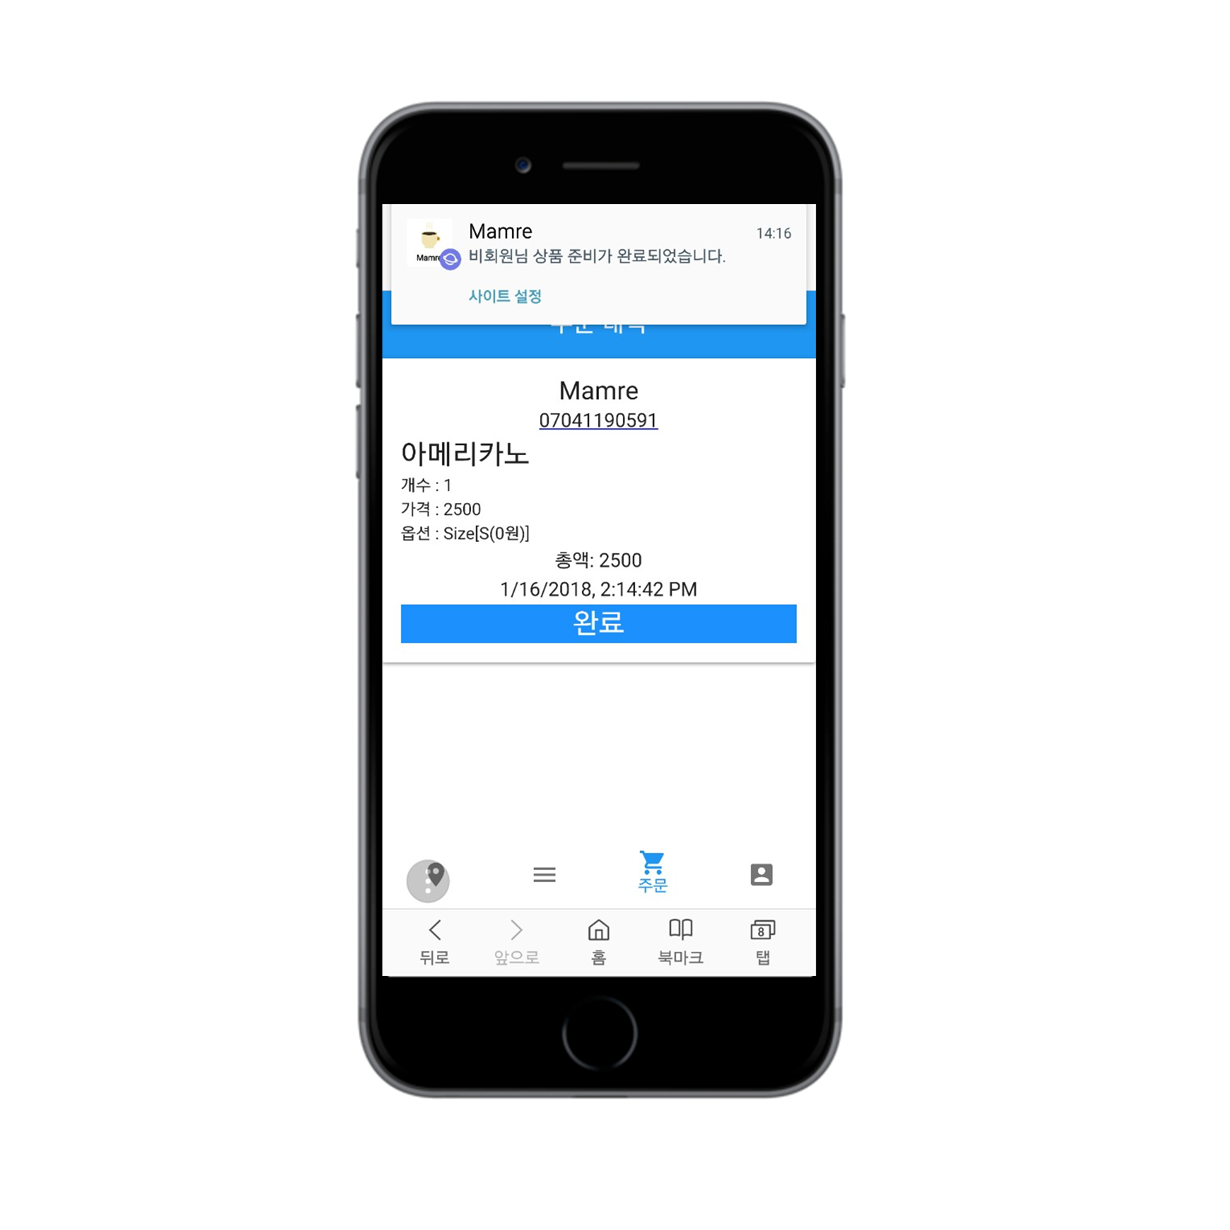 Mamre
14:16
비회원님 상품 준비가 완료되었습니다.
Mamre
사이트 설정
Mamre
07041190591
아메리카노
개수 : 1
가격 : 2500
옵션 : Size[S(0원)]
총액: 2500
1/16/2018, 2:14:42 PM
완료
주문
8
뒤로
앞으로
홈
북마크
탭